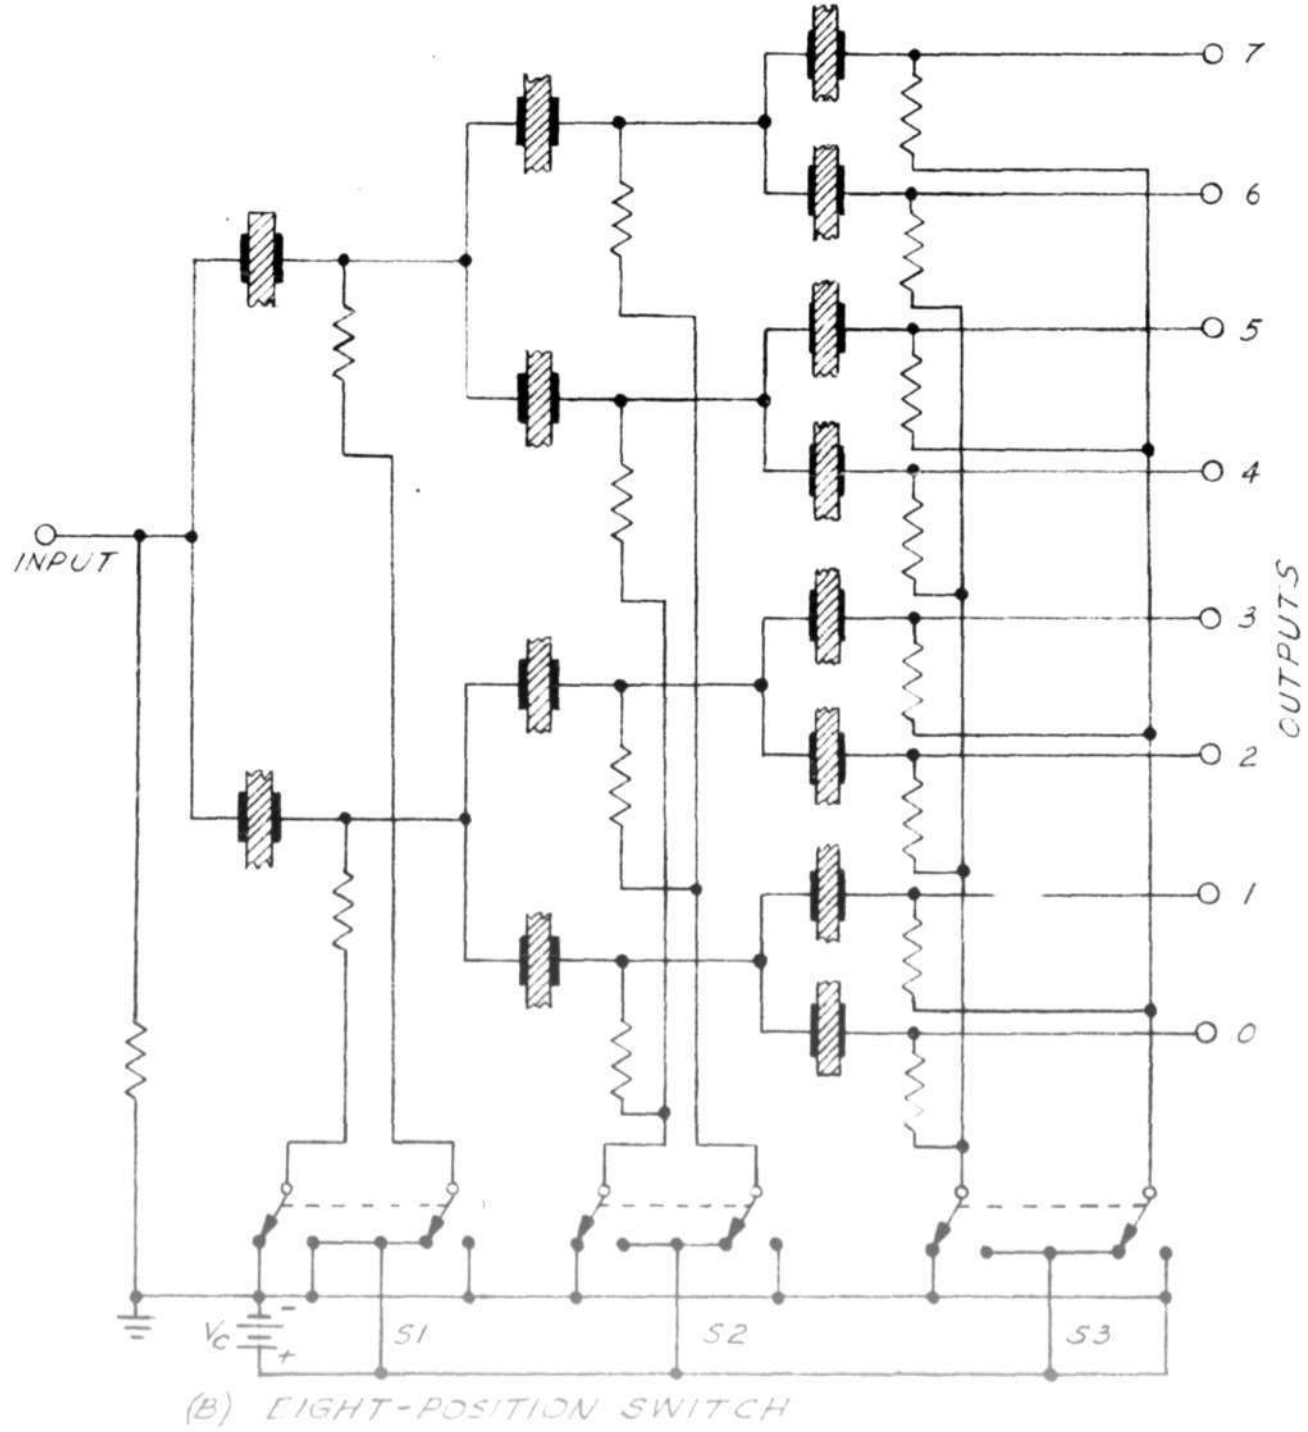 7
6
5
4
INPUT
3
OUTPUTS
2
1
0
-
Vc
+
S1
S2
S3
(B) EIGHT-POSITION SWITCH